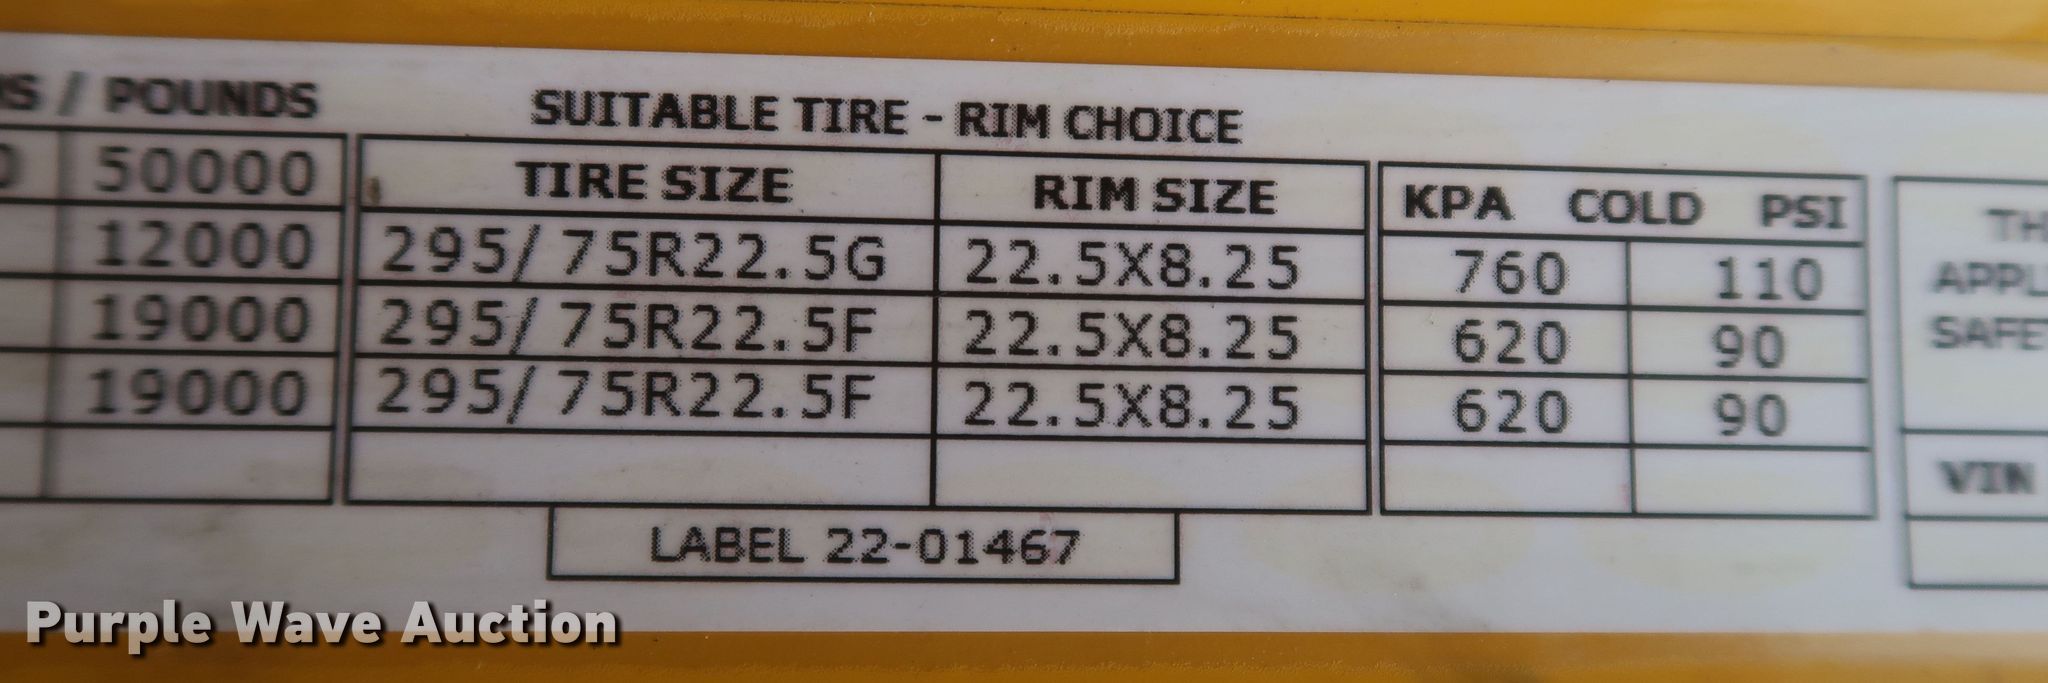 / POUNDS SUITABLE TIRE - RIM CHOICE
50000 TIRE SIZE RIM SIZE KPA COLD PSI
12000 295/75R22.5G 22.5X8.25 760 110
19000 295/75R22.5F 22.5X8.25 620 90
19000 295/75R22.5F 22.5X8.25 620 90
VIN
LABEL 22-01467
Purple Wave Auction